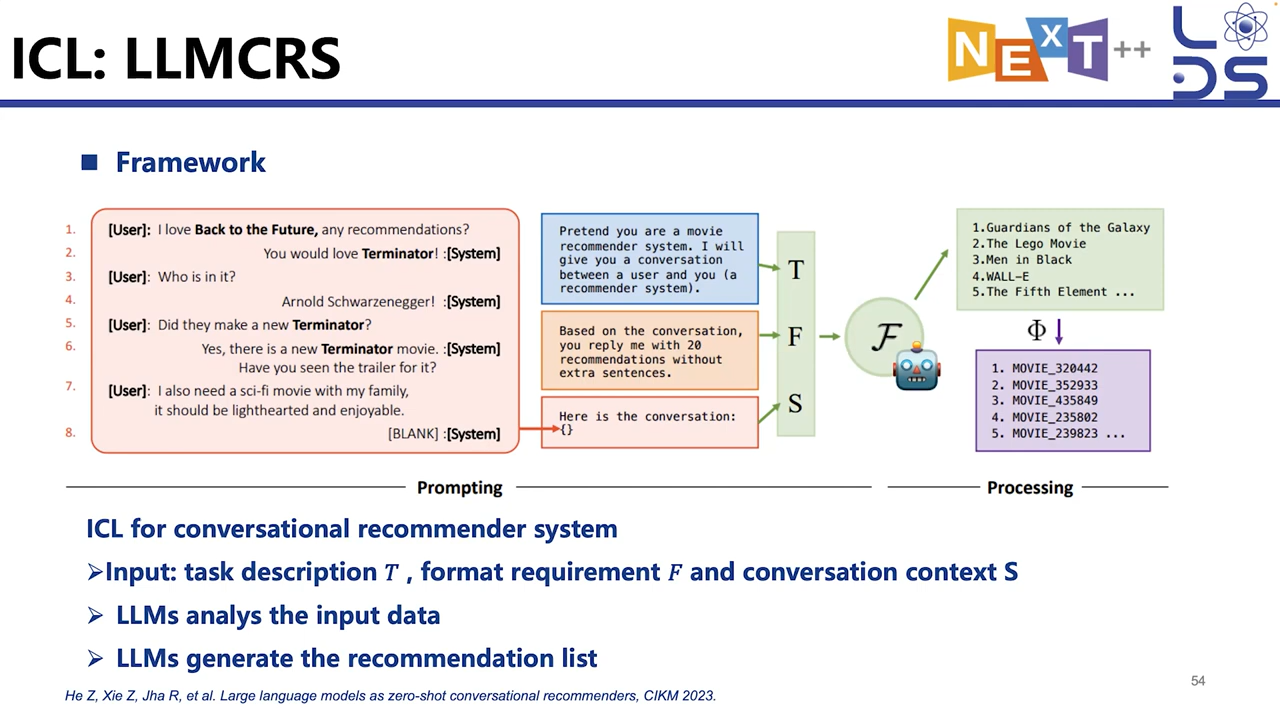 ICL: LLMCRS
NExT++
LDS
■ Framework
1. [User]: I love Back to the Future, any recommendations?
2. You would love Terminator! :[System]
3. [User]: Who is in it?
4. Arnold Schwarzenegger! :[System]
5. [User]: Did they make a new Terminator?
6. Yes, there is a new Terminator movie. :[System]
Have you seen the trailer for it?
7. [User]: I also need a sci-fi movie with my family,
it should be lighthearted and enjoyable.
8. [BLANK] :[System]
Pretend you are a movie
recommender system. I will
give you a conversation
between a user and you (a
recommender system).
Based on the conversation,
you reply me with 20
recommendations without
extra sentences.
Here is the conversation:
{}
T
F
S
ℱ
1.Guardians of the Galaxy
2.The Lego Movie
3.Men in Black
4.WALL-E
5.The Fifth Element ...
Φ
1. MOVIE_320442
2. MOVIE_352933
3. MOVIE_435849
4. MOVIE_235802
5. MOVIE_239823 ...
Prompting
Processing
ICL for conversational recommender system
➢Input: task description T , format requirement F and conversation context S
➢ LLMs analys the input data
➢ LLMs generate the recommendation list
He Z, Xie Z, Jha R, et al. Large language models as zero-shot conversational recommenders, CIKM 2023.
54